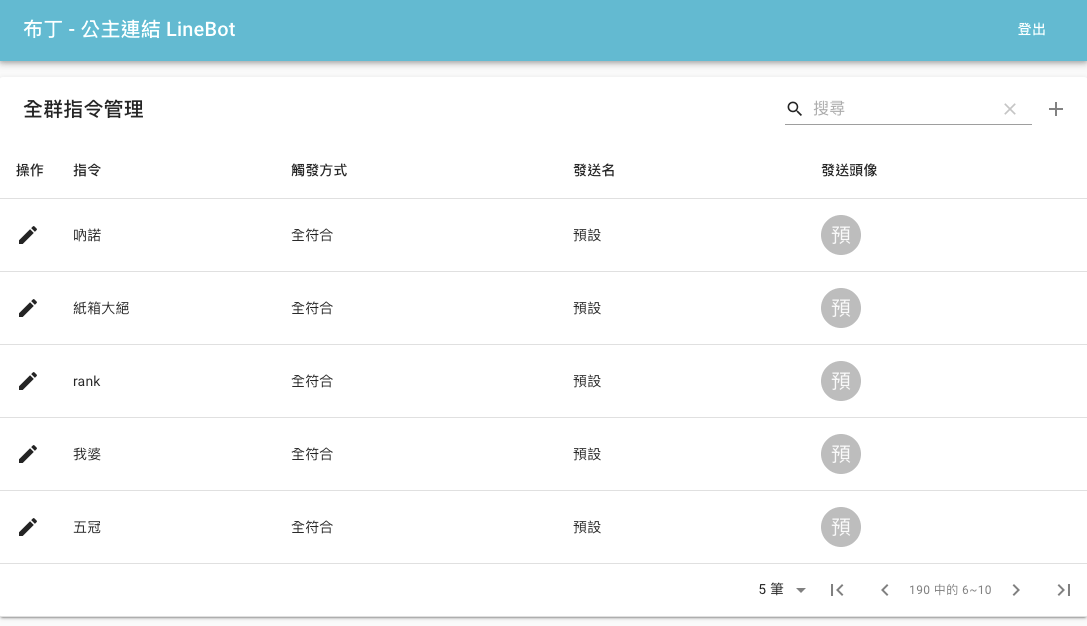 布丁 - 公主連結 LineBot 登出
全群指令管理 搜尋
操作 指令 觸發方式 發送名 發送頭像
吶諾 全符合 預設 預
紙箱大絕 全符合 預設 預
rank 全符合 預設 預
我婆 全符合 預設 預
五冠 全符合 預設 預
5 筆 190 中的 6~10